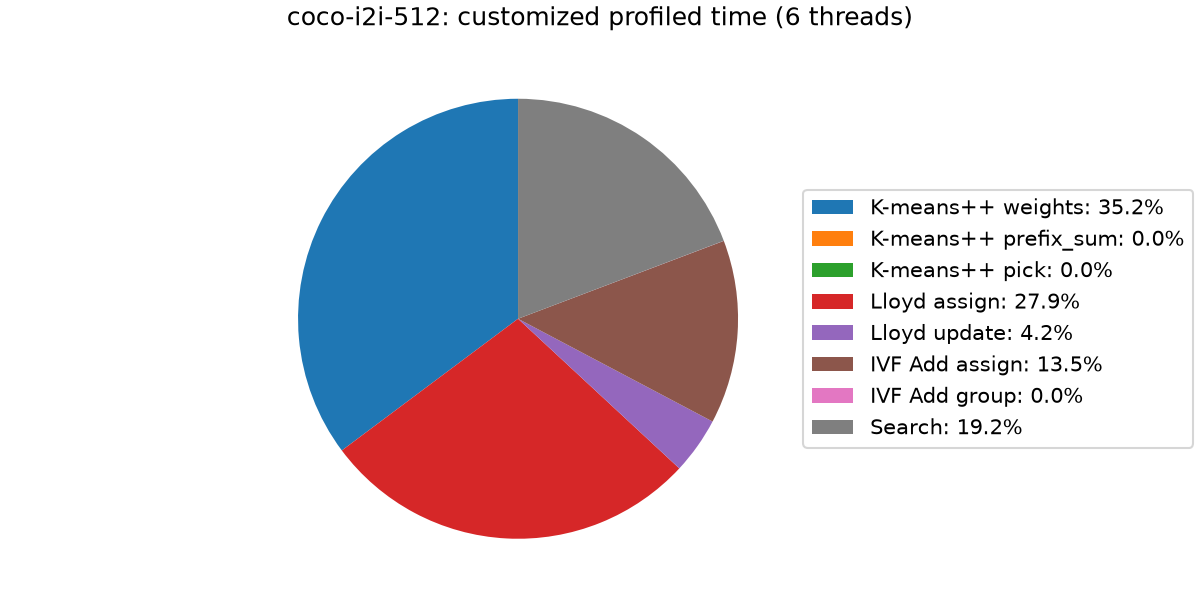 coco-i2i-512: customized profiled time (6 threads)
K-means++ weights: 35.2%
K-means++ prefix_sum: 0.0%
K-means++ pick: 0.0%
Lloyd assign: 27.9%
Lloyd update: 4.2%
IVF Add assign: 13.5%
IVF Add group: 0.0%
Search: 19.2%